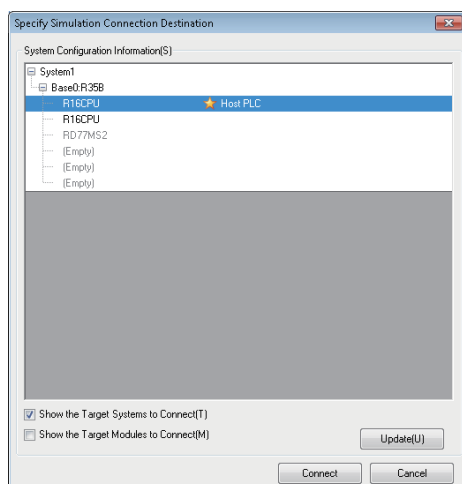 Specify Simulation Connection Destination
System Configuration Information(S)
System1
Base0:R35B
R16CPU Host PLC
R16CPU
RD77MS2
(Empty)
(Empty)
(Empty)
Show the Target Systems to Connect(T)
Show the Target Modules to Connect(M)
Update(U)
Connect Cancel